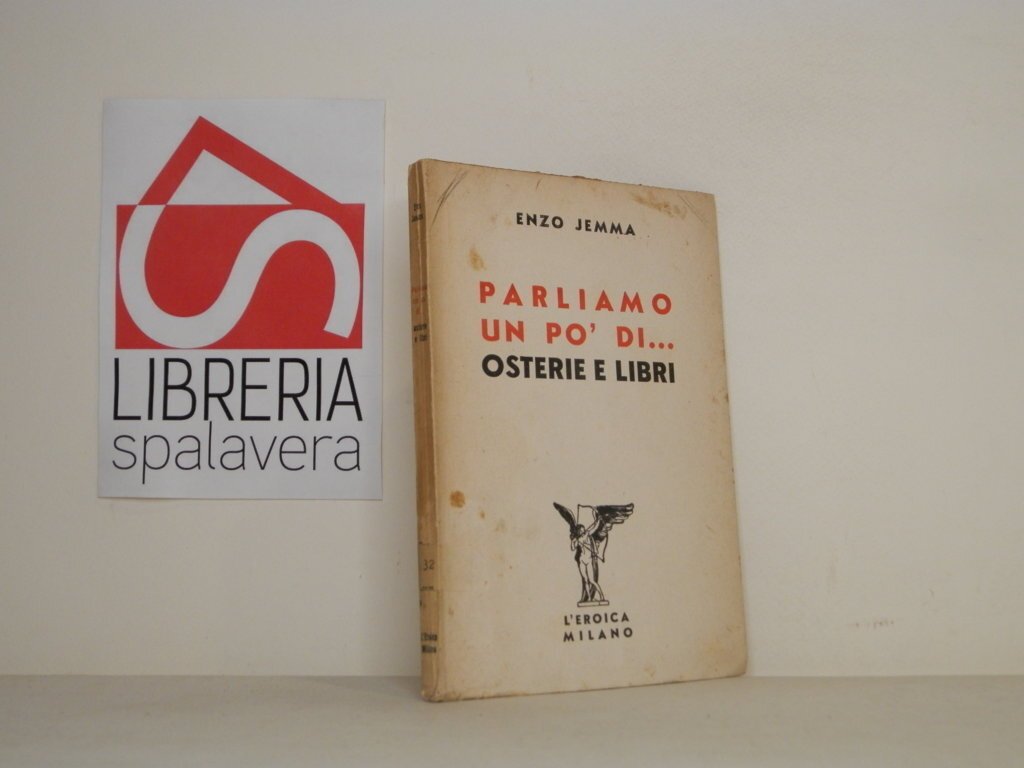 LIBRERIA
spalavera
ENZO JEMMA
PARLIAMO
UN PO' DI...
OSTERIE E LIBRI
L'EROICA
MILANO
32